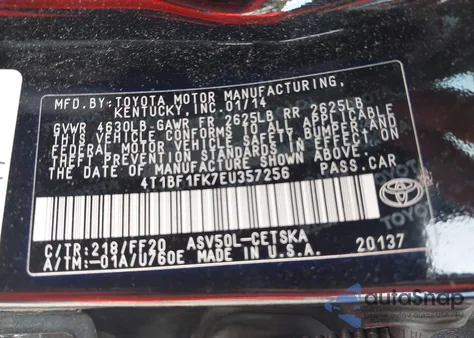 MFD.BY:TOYOTA MOTOR MANUFACTURING,
KENTUCKY, INC.01/14
GVWR 4630LB GAWR FR 2625LB RR 2625LB
THIS VEHICLE CONFORMS TO ALL APPLICABLE
FEDERAL MOTOR VEHICLE SAFETY, BUMPER, AND
THEFT PREVENTION STANDARDS IN EFFECT ON
THE DATE OF MANUFACTURE SHOWN ABOVE.
4T1BF1FK7EU357256 PASS.CAR
TOYOTA
C/TR:218/FF20 ASV50L-CETSKA
A/TM:-01A/U760E MADE IN U.S.A. 20137
autoSnap